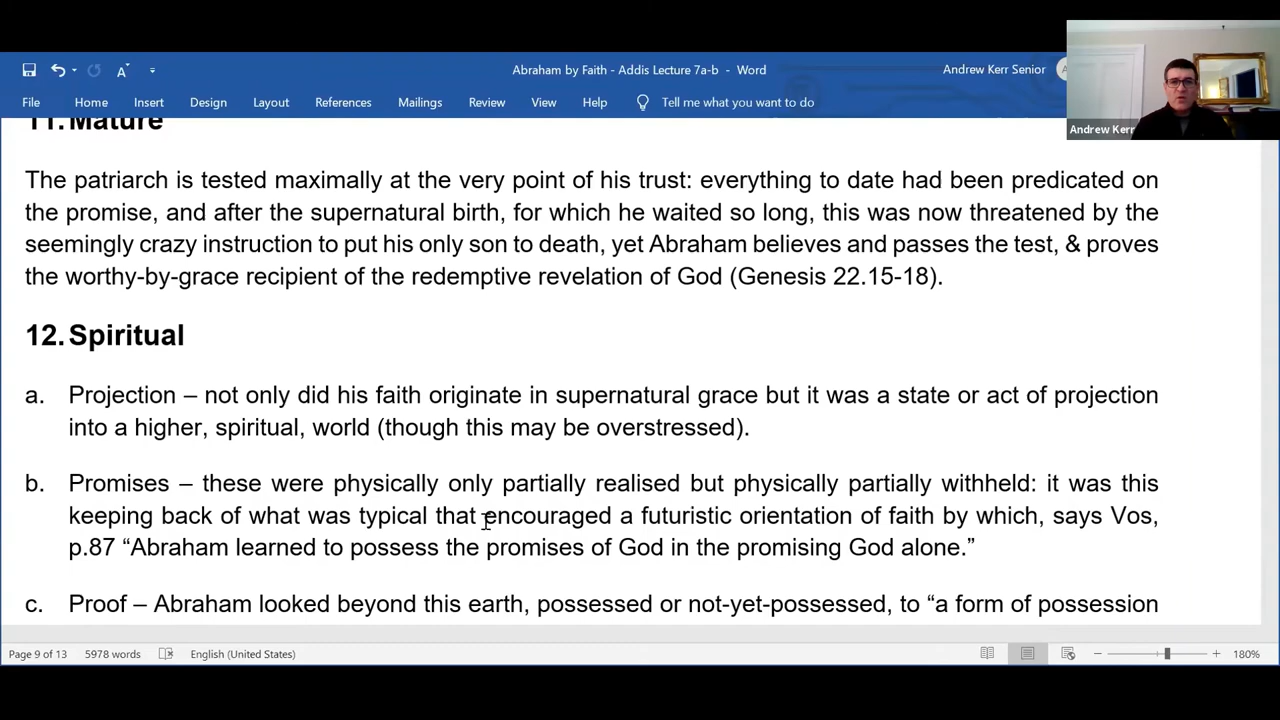 Abraham by Faith - Addis Lecture 7a-b - Word
Andrew Kerr Senior
File Home Insert Design Layout References Mailings Review View Help Tell me what you want to do
Andrew Kerr
11. Mature
The patriarch is tested maximally at the very point of his trust: everything to date had been predicated on
the promise, and after the supernatural birth, for which he waited so long, this was now threatened by the
seemingly crazy instruction to put his only son to death, yet Abraham believes and passes the test, & proves
the worthy-by-grace recipient of the redemptive revelation of God (Genesis 22.15-18).
12. Spiritual
a. Projection – not only did his faith originate in supernatural grace but it was a state or act of projection
into a higher, spiritual, world (though this may be overstressed).
b. Promises – these were physically only partially realised but physically partially withheld: it was this
keeping back of what was typical that encouraged a futuristic orientation of faith by which, says Vos,
p.87 “Abraham learned to possess the promises of God in the promising God alone.”
c. Proof – Abraham looked beyond this earth, possessed or not-yet-possessed, to “a form of possession
Page 9 of 13 5978 words English (United States) 180%